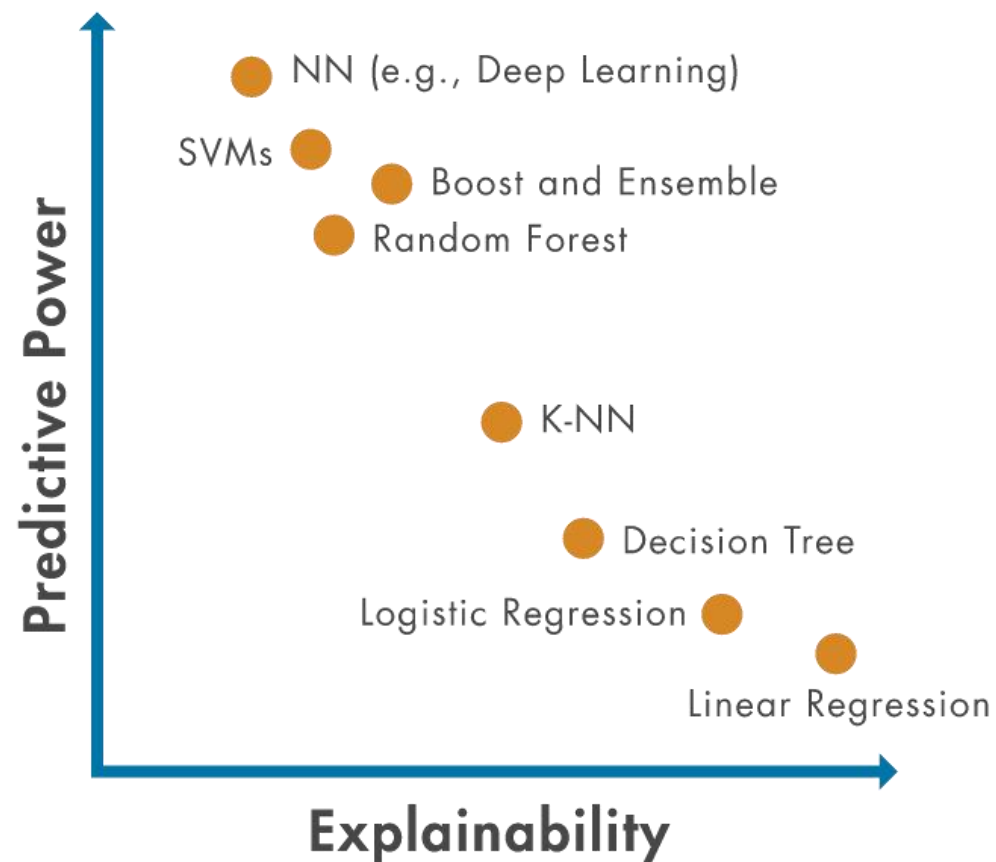 NN (e.g., Deep Learning)
SVMs
Boost and Ensemble
Random Forest
K-NN
Decision Tree
Logistic Regression
Linear Regression
Predictive Power
Explainability